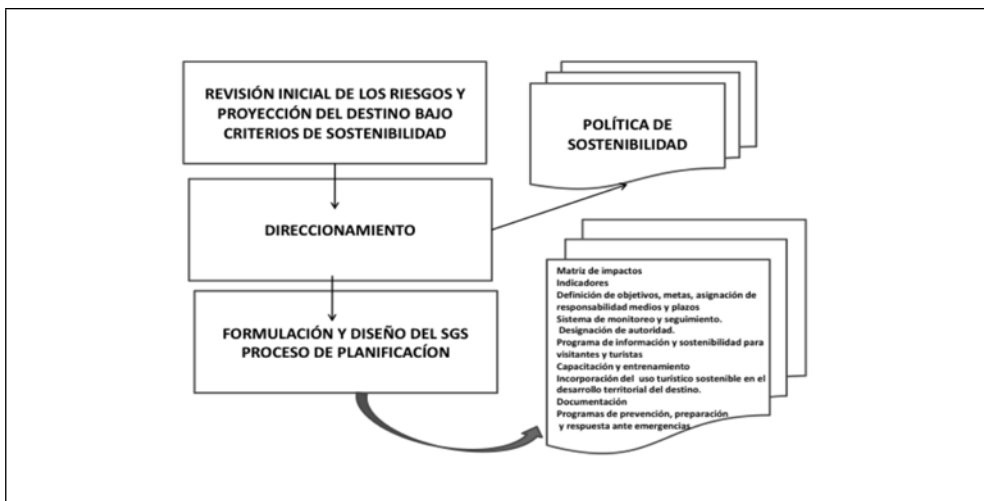 REVISIÓN INICIAL DE LOS RIESGOS Y
PROYECCIÓN DEL DESTINO BAJO
CRITERIOS DE SOSTENIBILIDAD
POLÍTICA DE
SOSTENIBILIDAD
DIRECCIONAMIENTO
FORMULACIÓN Y DISEÑO DEL SGS
PROCESO DE PLANIFICACÍON
Matriz de impactos
Indicadores
Definición de objetivos, metas, asignación de
responsabilidad medios y plazos
Sistema de monitoreo y seguimiento.
Designación de autoridad.
Programa de información y sostenibilidad para
visitantes y turistas
Capacitación y entrenamiento
Incorporación del uso turístico sostenible en el
desarrollo territorial del destino.
Documentación
Programas de prevención, preparación
y respuesta ante emergencias